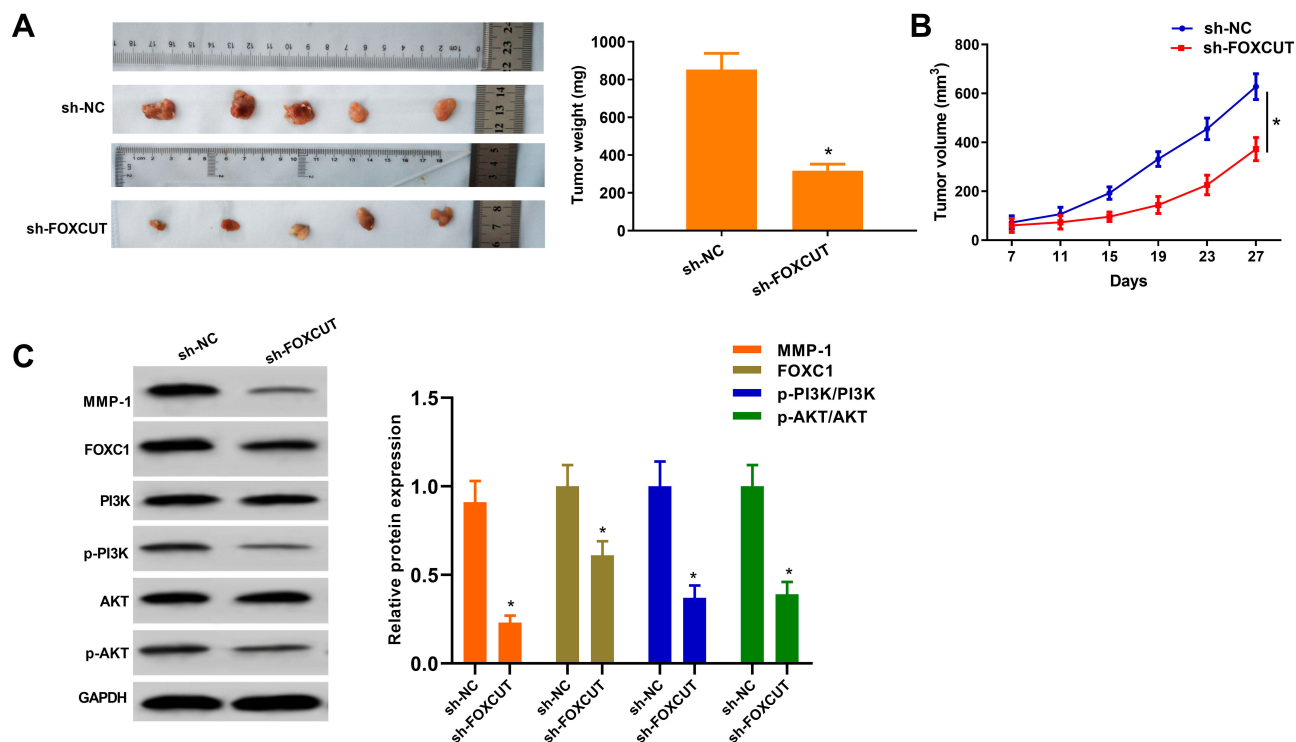 A
sh-NC
sh-FOXCUT
Tumor weight (mg)
1000
800
600
400
200
0
*
sh-NC
sh-FOXCUT
B
sh-NC
sh-FOXCUT
Tumor volume (mm³)
800
600
400
200
0
*
7 11 15 19 23 27
Days
C
sh-NC sh-FOXCUT
MMP-1
FOXC1
PI3K
p-PI3K
AKT
p-AKT
GAPDH
MMP-1
FOXC1
p-PI3K/PI3K
p-AKT/AKT
Relative protein expression
1.5
1.0
0.5
0.0
* * * *
sh-NC sh-FOXCUT sh-NC sh-FOXCUT sh-NC sh-FOXCUT sh-NC sh-FOXCUT